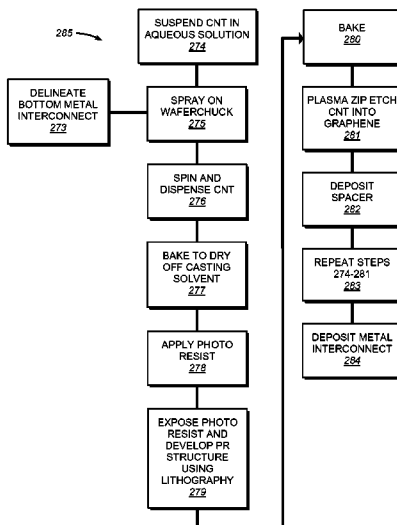 285
SUSPEND CNT IN
AQUEOUS SOLUTION
274
DELINEATE
BOTTOM METAL
INTERCONNECT
273
SPRAY ON
WAFERCHUCK
275
SPIN AND
DISPENSE CNT
276
BAKE TO DRY
OFF CASTING
SOLVENT
277
APPLY PHOTO
RESIST
278
EXPOSE PHOTO
RESIST AND
DEVELOP PR
STRUCTURE
USING
LITHOGRAPHY
279
BAKE
280
PLASMA ZIP ETCH
CNT INTO
GRAPHENE
281
DEPOSIT
SPACER
282
REPEAT STEPS
274-281
283
DEPOSIT METAL
INTERCONNECT
284